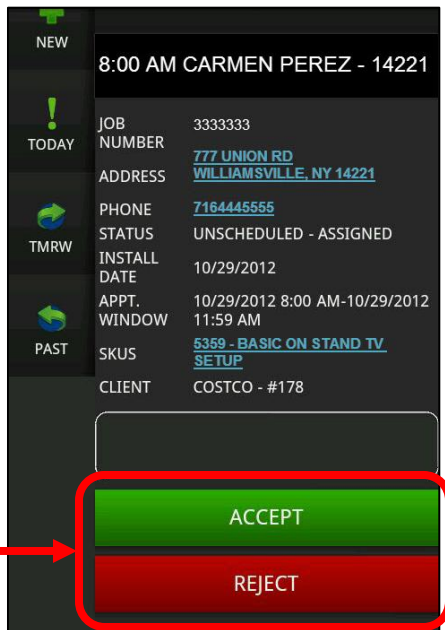 NEW
TODAY
TMRW
PAST
8:00 AM CARMEN PEREZ - 14221
JOB NUMBER 3333333
ADDRESS 777 UNION RD
WILLIAMSVILLE, NY 14221
PHONE 7164445555
STATUS UNSCHEDULED - ASSIGNED
INSTALL DATE 10/29/2012
APPT. WINDOW 10/29/2012 8:00 AM-10/29/2012
11:59 AM
SKUS 5359 - BASIC ON STAND TV
SETUP
CLIENT COSTCO - #178
ACCEPT
REJECT